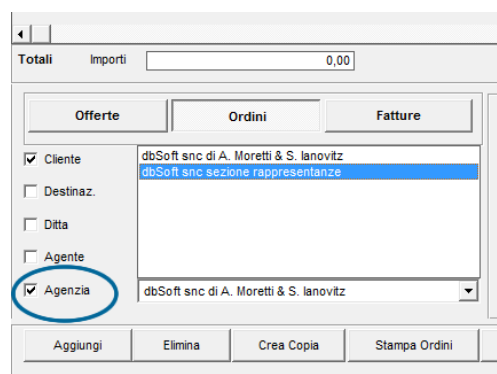 Totali Importi 0,00
Offerte Ordini Fatture
Cliente
dbSoft snc di A. Moretti & S. Ianovitz
dbSoft snc sezione rappresentanze
Destinaz.
Ditta
Agente
Agenzia dbSoft snc di A. Moretti & S. Ianovitz
Aggiungi Elimina Crea Copia Stampa Ordini